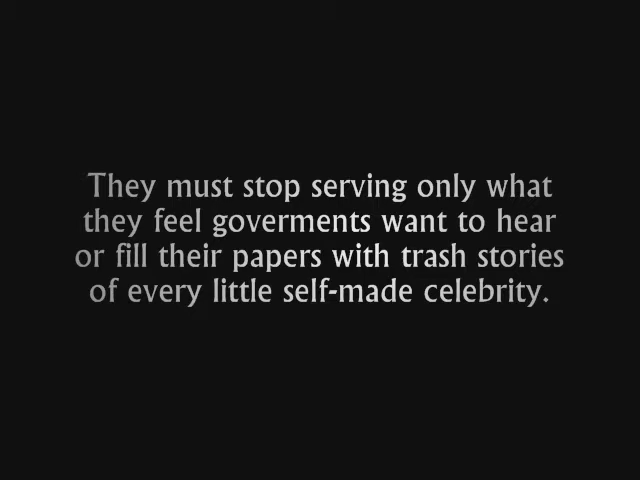 They must stop serving only what
they feel goverments want to hear
or fill their papers with trash stories
of every little self-made celebrity.